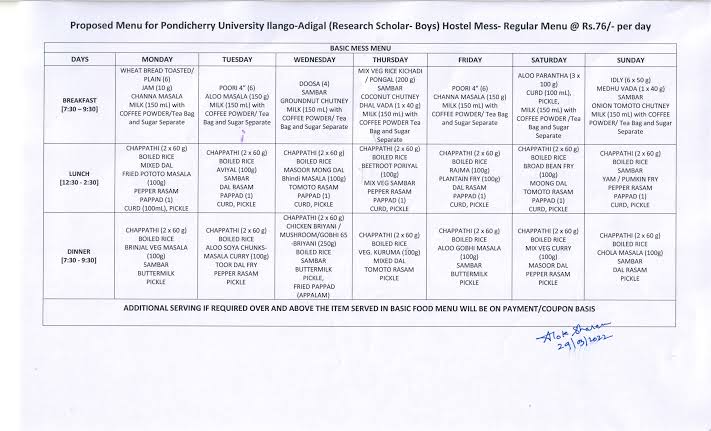 Proposed Menu for Pondicherry University Ilango-Adigal (Research Scholar- Boys) Hostel Mess- Regular Menu @ Rs.76/- per day
BASIC MESS MENU
DAYS MONDAY TUESDAY WEDNESDAY THURSDAY FRIDAY SATURDAY SUNDAY
BREAKFAST
[7:30 – 9:30]
WHEAT BREAD TOASTED/
PLAIN (6)
JAM (10 g)
CHANNA MASALA
MILK (150 mL) with
COFFEE POWDER/ Tea Bag
and Sugar Separate
POORI 4" (6)
ALOO MASALA (150 g)
MILK (150 mL) with
COFFEE POWDER/ Tea
Bag and Sugar Separate
DOOSA (4)
SAMBAR
GROUNDNUT CHUTNEY
MILK (150 mL) with
COFFEE POWDER/ Tea Bag
and Sugar Separate
MIX VEG RICE KICHADI
/ PONGAL (200 g)
SAMBAR
COCONUT CHUTNEY
DHAL VADA (1 x 40 g)
MILK (150 mL) with
COFFEE POWDER Tea
Bag and Sugar
Separate
POORI 4" (6)
CHANNA MASALA (150 g)
MILK (150 mL) with
COFFEE POWDER/ Tea Bag
and Sugar Separate
ALOO PARANTHA (3 x
100 g)
CURD (100 mL),
PICKLE,
MILK (150 mL) with
COFFEE POWDER/Tea
Bag and Sugar
Separate
IDLY (6 x 50 g)
MEDHU VADA (1 x 40 g)
SAMBAR
ONION TOMOTO CHUTNEY
MILK (150 mL) with COFFEE
POWDER/ Tea Bag and Sugar
Separate
LUNCH
[12:30 - 2:30]
CHAPPATHI (2 x 60 g)
BOILED RICE
MIXED DAL
FRIED POTOTO MASALA
(100g)
PEPPER RASAM
PAPPAD (1)
CURD (100mL), PICKLE
CHAPPATHI (2 x 60 g)
BOILED RICE
AVIYAL (100g)
SAMBAR
DAL RASAM
PAPPAD (1)
CURD, PICKLE
CHAPPATHI (2 x 60 g)
BOILED RICE
MASOOR MONG DAL
Bhindi MASALA (100g)
TOMOTO RASAM
PAPPAD (1)
CURD, PICKLE
CHAPPATHI (2 x 60 g)
BOILED RICE
BEETROOT PORIYAL
(100g)
MIX VEG SAMBAR
PEPPER RASAM
PAPPAD (1)
CURD, PICKLE
CHAPPATHI (2 x 60 g)
BOILED RICE
RAJMA (100g)
PLANTAIN FRY (100g)
DAL RASAM
PAPPAD (1)
CURD, PICKLE
CHAPPATHI (2 x 60 g)
BOILED RICE
BROAD BEAN FRY
(100g)
MOONG DAL
TOMOTO RASAM
PAPPAD (1)
CURD, PICKLE
CHAPPATHI (2 x 60 g)
BOILED RICE
SAMBAR
YAM / PUMKIN FRY
PEPPER RASAM
PAPPAD (1)
CURD, PICKLE
DINNER
[7:30 - 9:30]
CHAPPATHI (2 x 60 g)
BOILED RICE
BRINJAL VEG MASALA
(100g)
SAMBAR
BUTTERMILK
PICKLE
CHAPPATHI (2 x 60 g)
BOILED RICE
ALOO SOYA CHUNKS-
MASALA CURRY (100g)
TOOR DAL FRY
PEPPER RASAM
PICKLE
CHAPPATHI (2 x 60 g)
CHICKEN BRIYANI /
MUSHROOM/GOBHI 65
-BRIYANI (250g)
BOILED RICE
SAMBAR
BUTTERMILK
PICKLE,
FRIED PAPPAD
(APPALAM)
CHAPPATHI (2 x 60 g)
BOILED RICE
VEG. KURUMA (100g)
MIXED DAL
TOMOTO RASAM
PICKLE
CHAPPATHI (2 x 60 g)
BOILED RICE
ALOO GOBHI MASALA
(100g)
SAMBAR
BUTTERMILK
PICKLE
CHAPPATHI (2 x 60 g)
BOILED RICE
MIX VEG CURRY
(100g)
MASOOR DAL
PEPPER RASAM
PICKLE
CHAPPATHI (2 x 60 g)
BOILED RICE
CHOLA MASALA (100g)
SAMBAR
DAL RASAM
PICKLE
ADDITIONAL SERVING IF REQUIRED OVER AND ABOVE THE ITEM SERVED IN BASIC FOOD MENU WILL BE ON PAYMENT/COUPON BASIS
Alok Sharan
29/03/2022